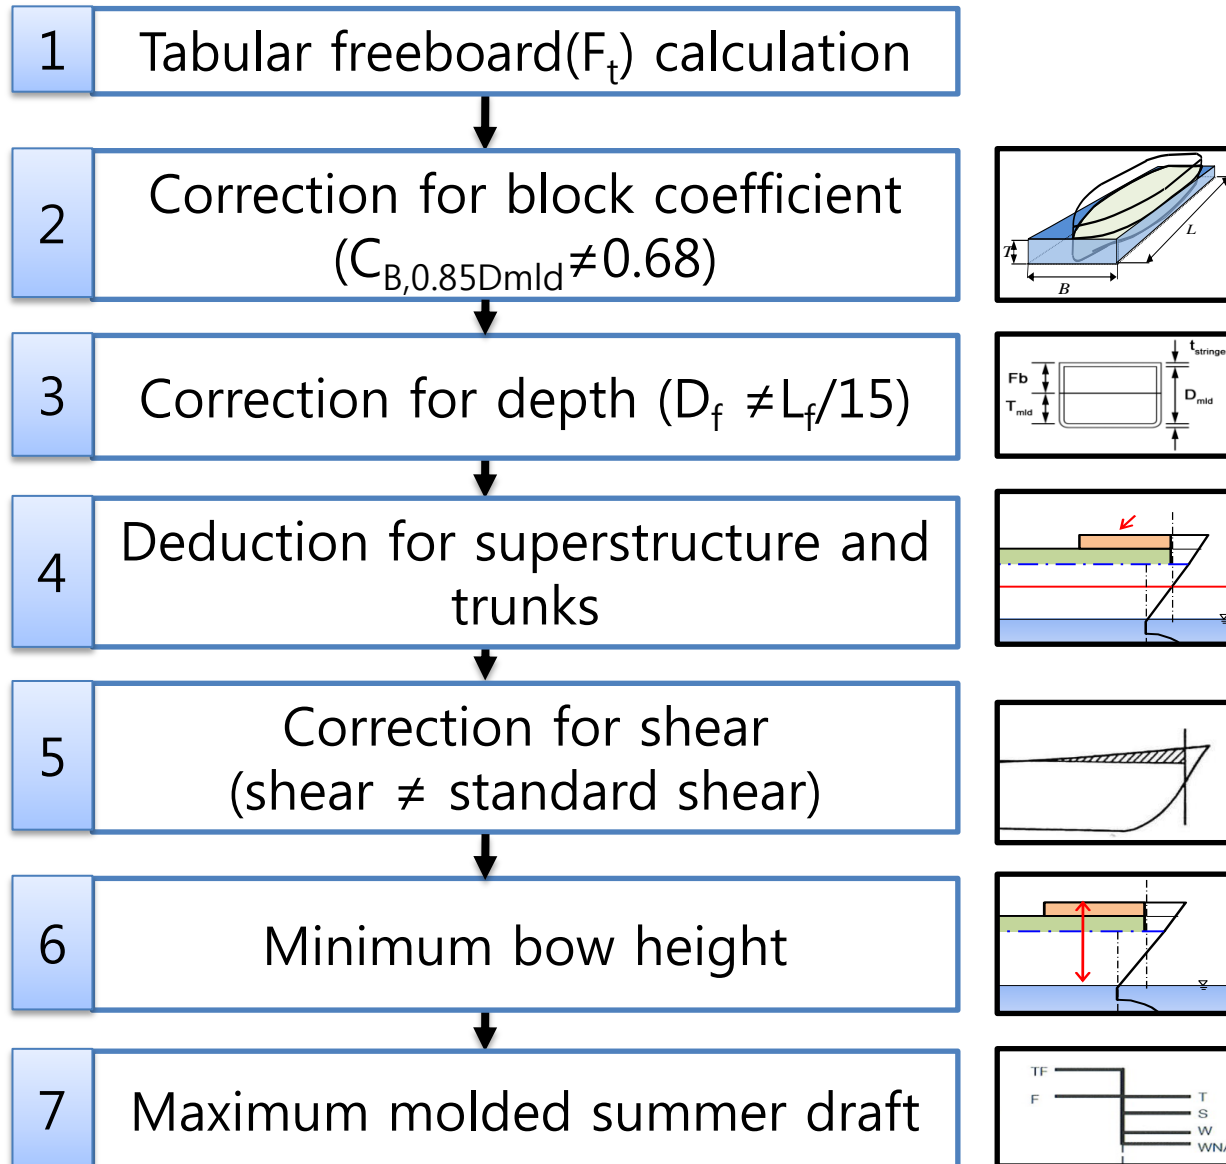 1
Tabular freeboard(Ft) calculation
2
Correction for block coefficient
(CB,0.85Dmld≠0.68)
T
B
L
3
Correction for depth (Df ≠Lf/15)
tstringe
Fb
Tmld
Dmld
4
Deduction for superstructure and
trunks
5
Correction for shear
(shear ≠ standard shear)
6
Minimum bow height
7
Maximum molded summer draft
TF
F
T
S
W
WNA